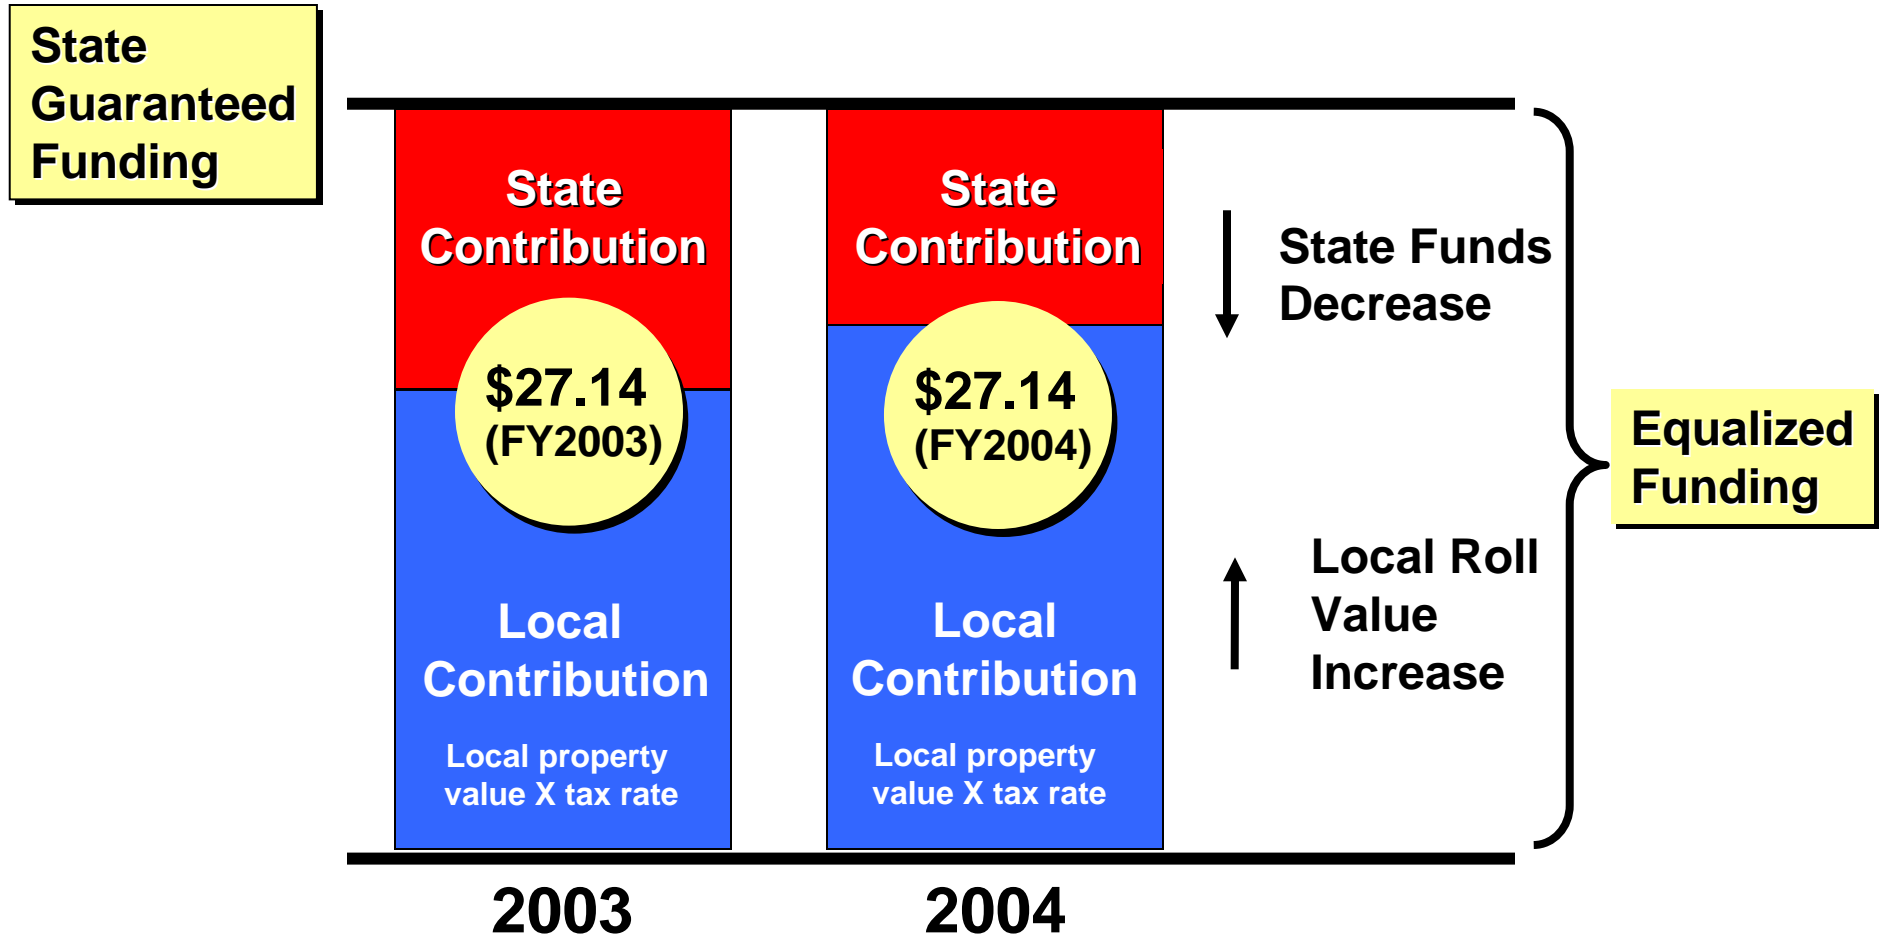 State
Guaranteed
Funding
State
Contribution
$27.14
(FY2003)
Local
Contribution
Local property
value X tax rate
2003
State
Contribution
$27.14
(FY2004)
Local
Contribution
Local property
value X tax rate
2004
State Funds
Decrease
Local Roll
Value
Increase
Equalized
Funding